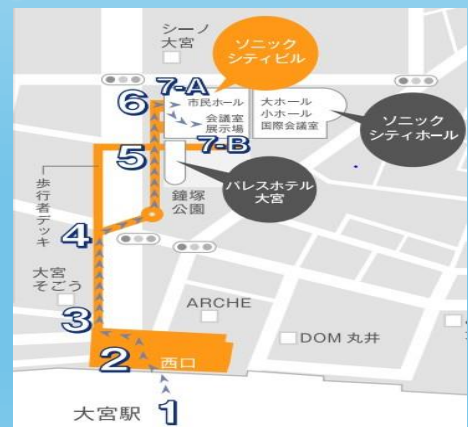 シーノ
大宮
ソニック
シティビル
7-A
6
市民ホール
会議室
展示場
大ホール
小ホール
国際会議室
ソニック
シティホール
7-B
5
パレスホテル
大宮
鐘塚
公園
歩行者デッキ
4
大宮
そごう
3
ARCHE
DOM 丸井
2
西口
大宮駅
1